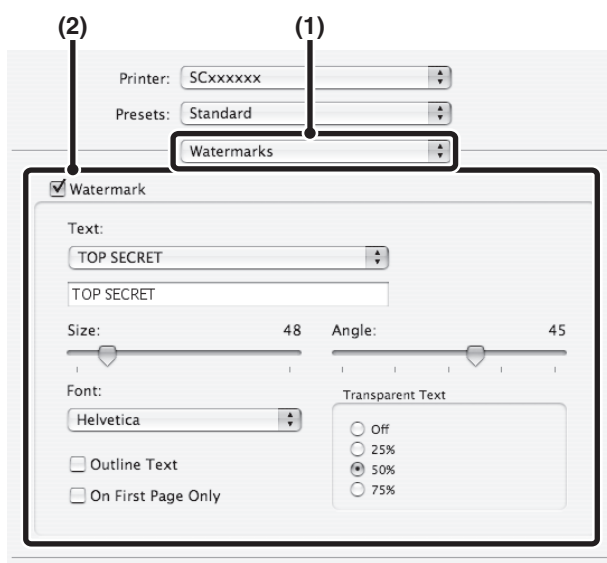 (2) (1)
Printer: SCxxxxxx
Presets: Standard
Watermarks
Watermark
Text:
TOP SECRET
TOP SECRET
Size: 48 Angle: 45
Font: Transparent Text
Helvetica
Off
25%
Outline Text
50%
On First Page Only
75%